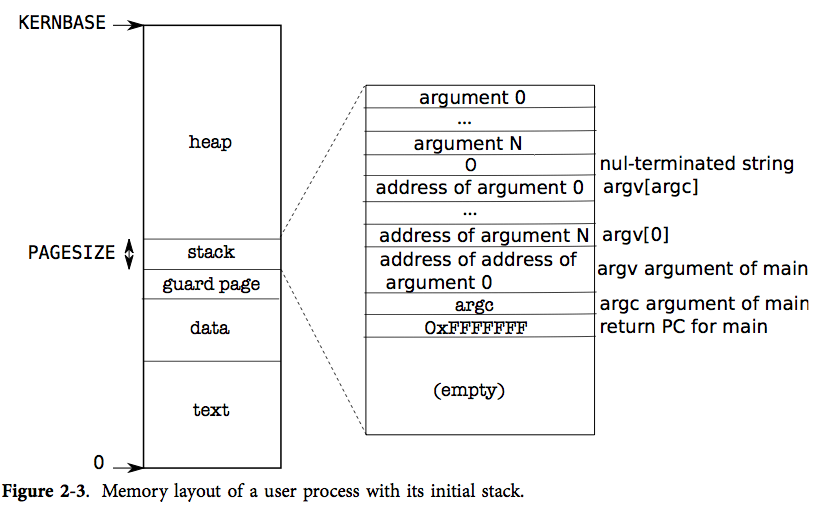 KERNBASE
heap
PAGESIZE
stack
guard page
data
text
0
argument 0
...
argument N
0
nul-terminated string
address of argument 0
argv[argc]
...
address of argument N
argv[0]
address of address of
argument 0
argv argument of main
argc
argc argument of main
0xFFFFFFF
return PC for main
(empty)
Figure 2-3. Memory layout of a user process with its initial stack.